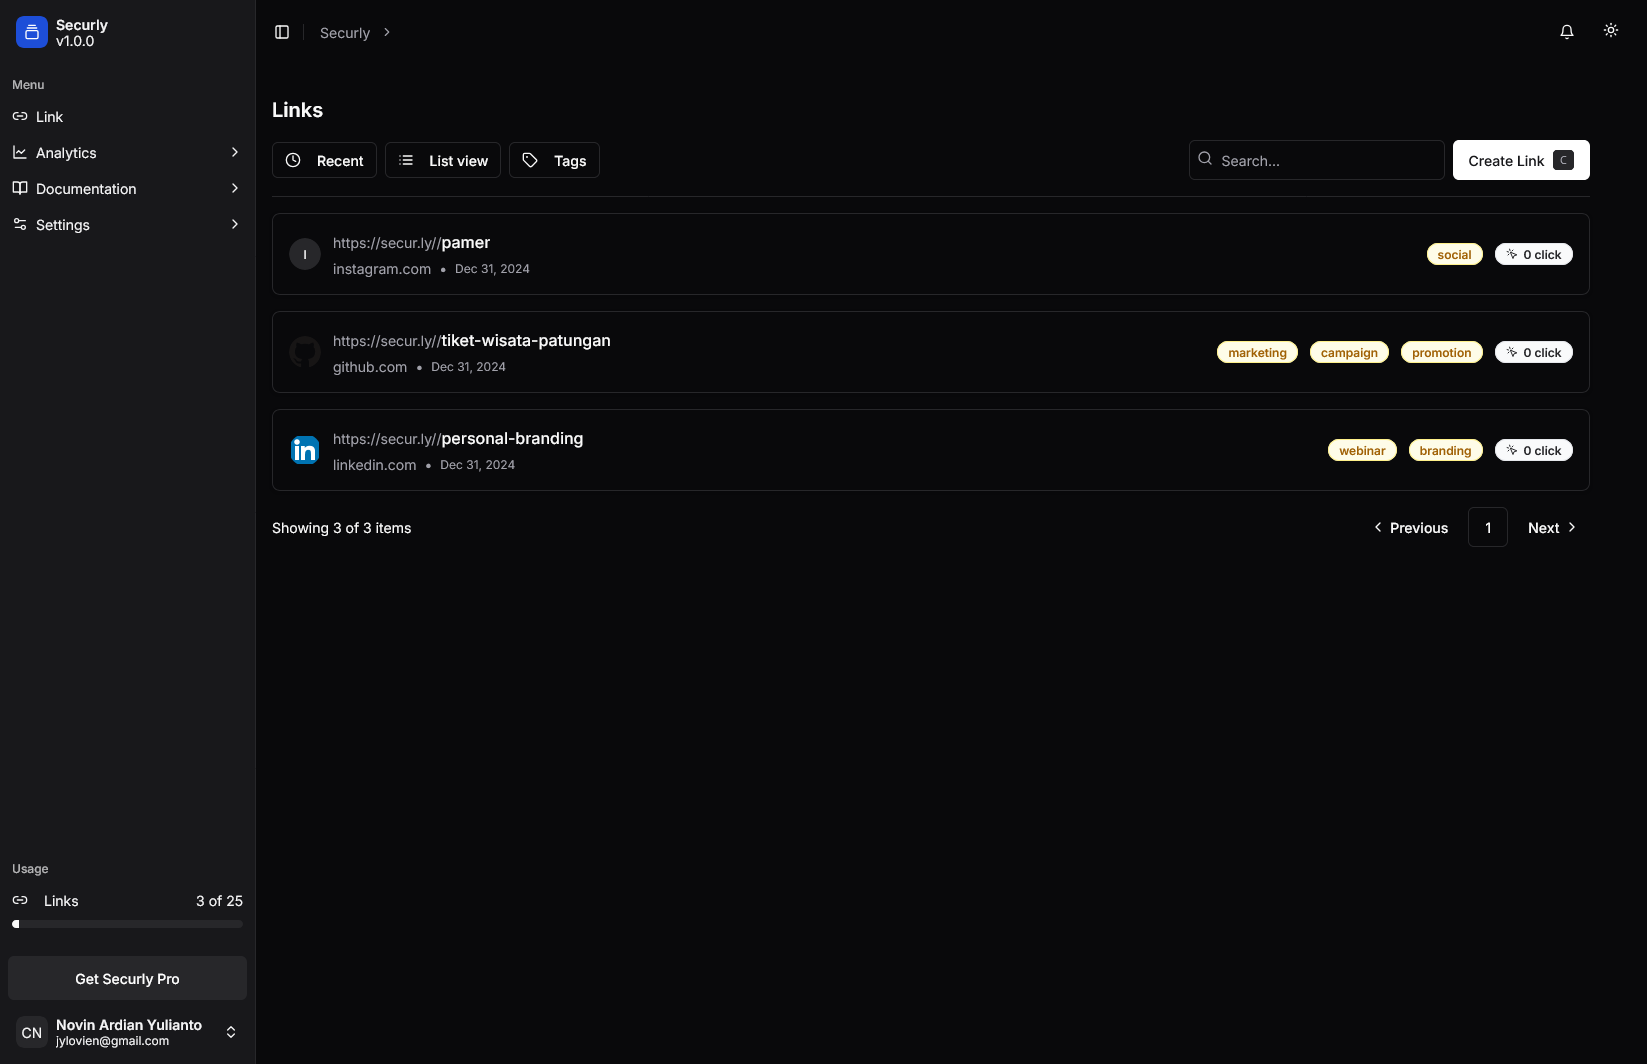 Securly
v1.0.0
Menu
Link
Analytics
Documentation
Settings
Usage
Links 3 of 25
Get Securly Pro
CN
Novin Ardian Yulianto
jylovien@gmail.com
Securly
Links
Recent List view Tags Search... Create Link C
I
https://secur.ly//pamer
instagram.com • Dec 31, 2024
social 0 click
https://secur.ly//tiket-wisata-patungan
github.com • Dec 31, 2024
marketing campaign promotion 0 click
in
https://secur.ly//personal-branding
linkedin.com • Dec 31, 2024
webinar branding 0 click
Showing 3 of 3 items Previous 1 Next